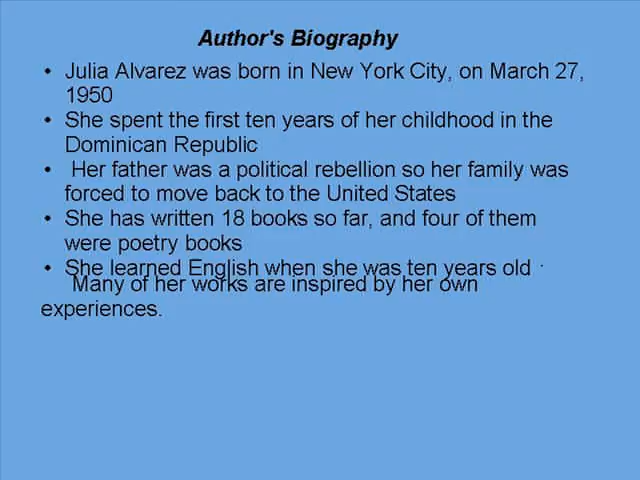 Author's Biography
• Julia Alvarez was born in New York City, on March 27,
1950
• She spent the first ten years of her childhood in the
Dominican Republic
• Her father was a political rebellion so her family was
forced to move back to the United States
• She has written 18 books so far, and four of them
were poetry books
• She learned English when she was ten years old ·
Many of her works are inspired by her own
experiences.